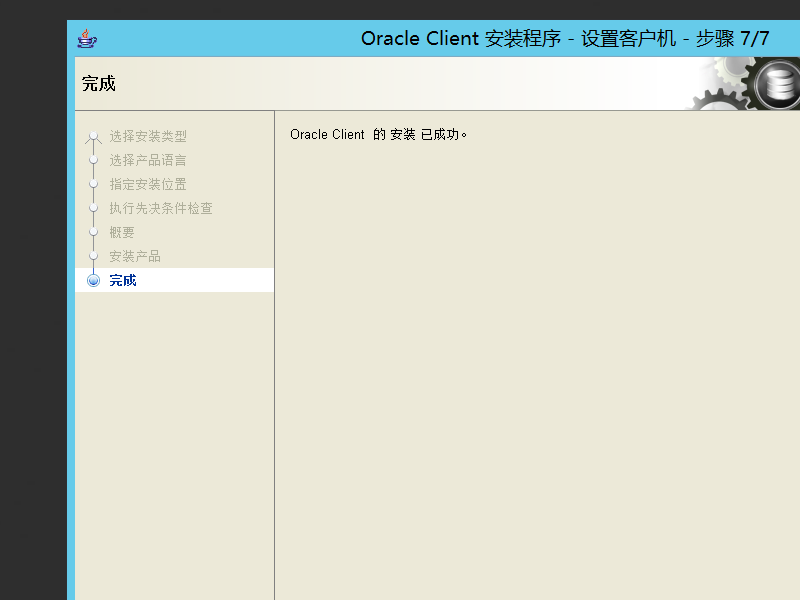 Oracle Client 安装程序 - 设置客户机 - 步骤 7/7
完成
选择安装类型
选择产品语言
指定安装位置
执行先决条件检查
概要
安装产品
完成
Oracle Client 的 安装 已成功。